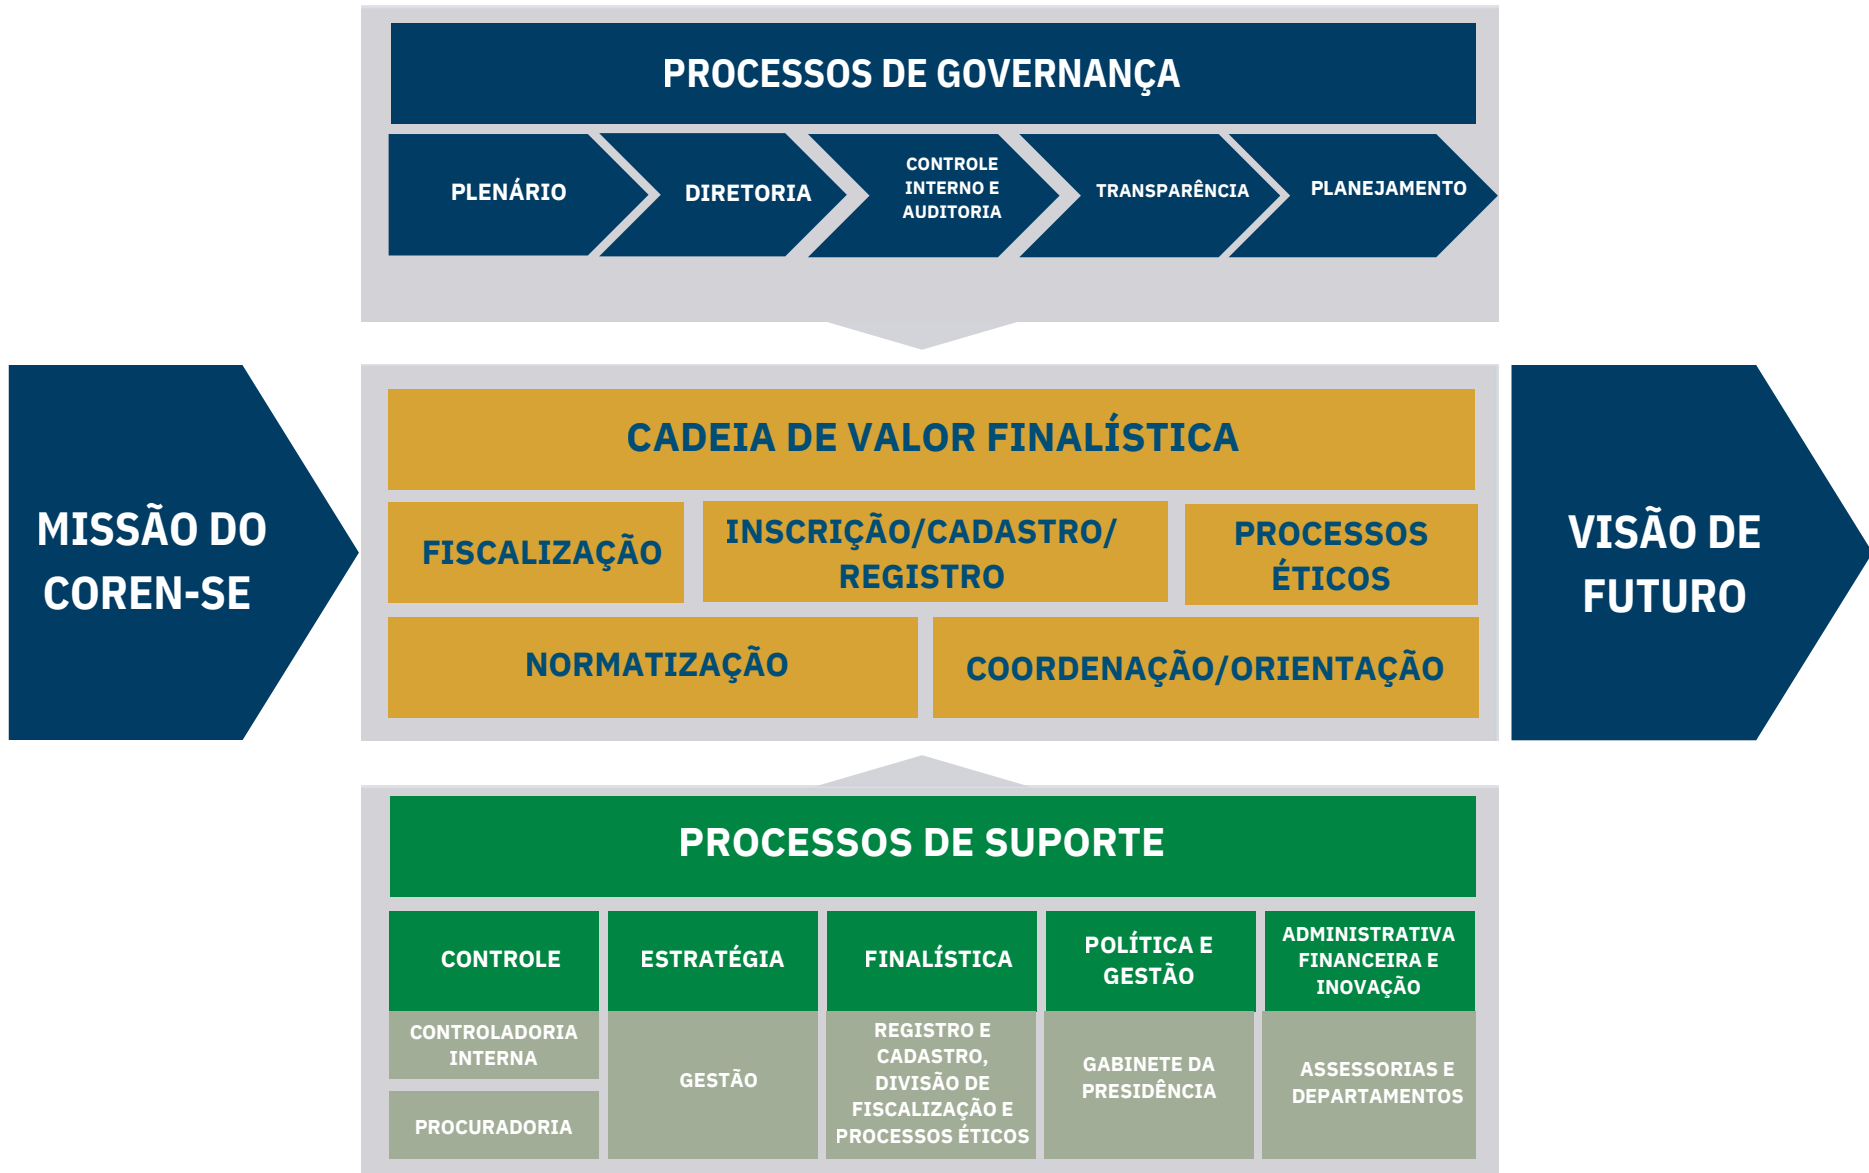 PROCESSOS DE GOVERNANÇA
PLENÁRIO
DIRETORIA
CONTROLE
INTERNO E
AUDITORIA
TRANSPARÊNCIA
PLANEJAMENTO
MISSÃO DO
COREN-SE
CADEIA DE VALOR FINALÍSTICA
FISCALIZAÇÃO
INSCRIÇÃO/CADASTRO/
REGISTRO
PROCESSOS
ÉTICOS
NORMATIZAÇÃO
COORDENAÇÃO/ORIENTAÇÃO
VISÃO DE
FUTURO
PROCESSOS DE SUPORTE
CONTROLE
ESTRATÉGIA
FINALÍSTICA
POLÍTICA E
GESTÃO
ADMINISTRATIVA
FINANCEIRA E
INOVAÇÃO
CONTROLADORIA
INTERNA
PROCURADORIA
GESTÃO
REGISTRO E
CADASTRO,
DIVISÃO DE
FISCALIZAÇÃO E
PROCESSOS ÉTICOS
GABINETE DA
PRESIDÊNCIA
ASSESSORIAS E
DEPARTAMENTOS